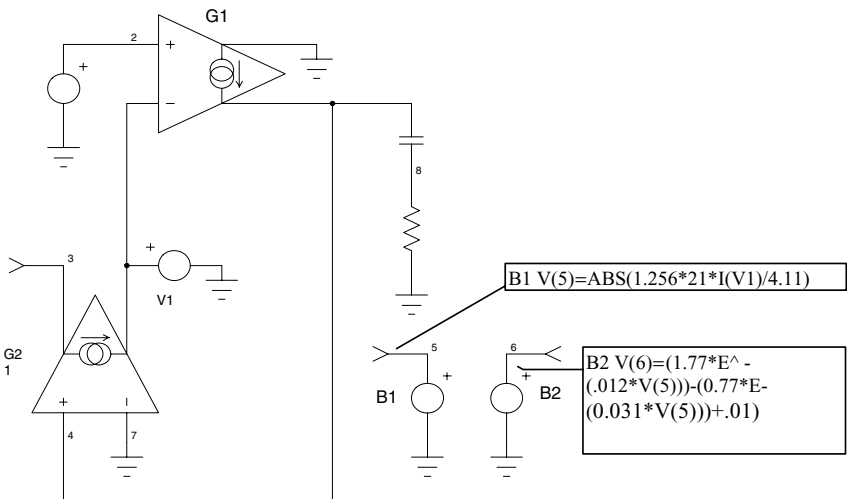 G1
2
+
−
+
8
3
+
V1
B1 V(5)=ABS(1.256*21*I(V1)/4.11)
G2
1
5
6
B2 V(6)=(1.77*E^ -
(.012*V(5)))-(0.77*E-
(0.031*V(5)))+.01)
+
+
B1
B2
+
−
4
7